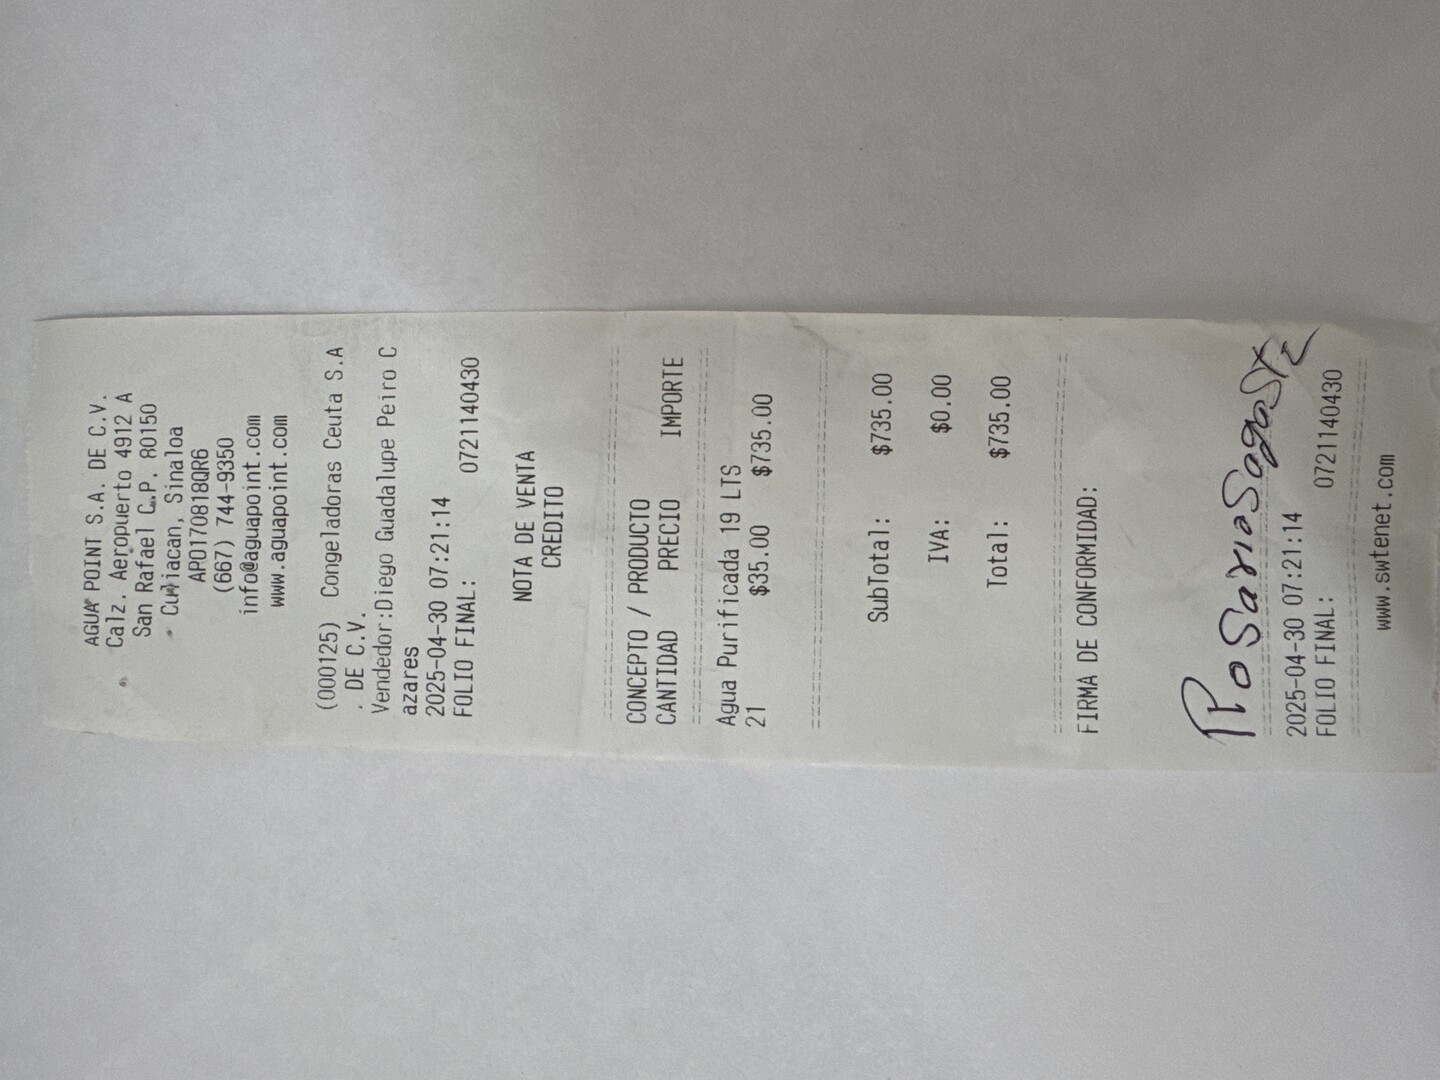 AGUA POINT S.A. DE C.V.
Calz. Aeropuerto 4912 A
San Rafael C.P. 80150
Culiacan, Sinaloa
APO170818QR6
(667) 744-9350
info@aguapoint.com
www.aguapoint.com
(000125) Congeladoras Ceuta S.A
. DE C.V.
Vendedor:Diego Guadalupe Peiro C
azares
2025-04-30 07:21:14
FOLIO FINAL: 0721140430
NOTA DE VENTA
CREDITO
CONCEPTO / PRODUCTO
CANTIDAD PRECIO IMPORTE
Agua Purificada 19 LTS
21 $35.00 $735.00
SubTotal: $735.00
IVA: $0.00
Total: $735.00
FIRMA DE CONFORMIDAD:
Rosario Sagaste
2025-04-30 07:21:14
FOLIO FINAL: 0721140430
www.swtenet.com